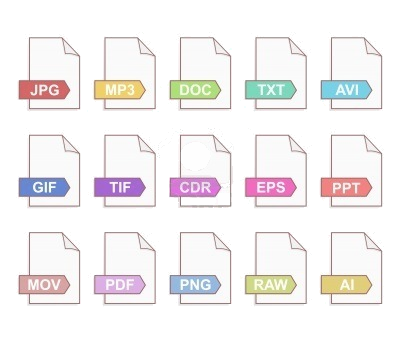 JPG MP3 DOC TXT AVI
GIF TIF CDR EPS PPT
MOV PDF PNG RAW AI